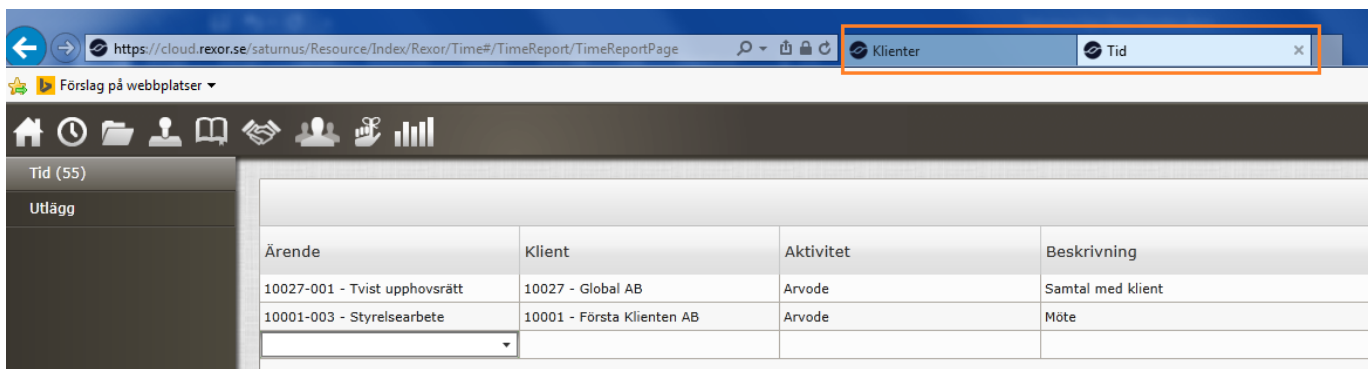 https://cloud.rexor.se/saturnus/Resource/Index/Rexor/Time#/TimeReport/TimeReportPage Klienter Tid
Förslag på webbplatser
Tid (55)
Utlägg
Ärende Klient Aktivitet Beskrivning
10027-001 - Tvist upphovsrätt 10027 - Global AB Arvode Samtal med klient
10001-003 - Styrelsearbete 10001 - Första Klienten AB Arvode Möte